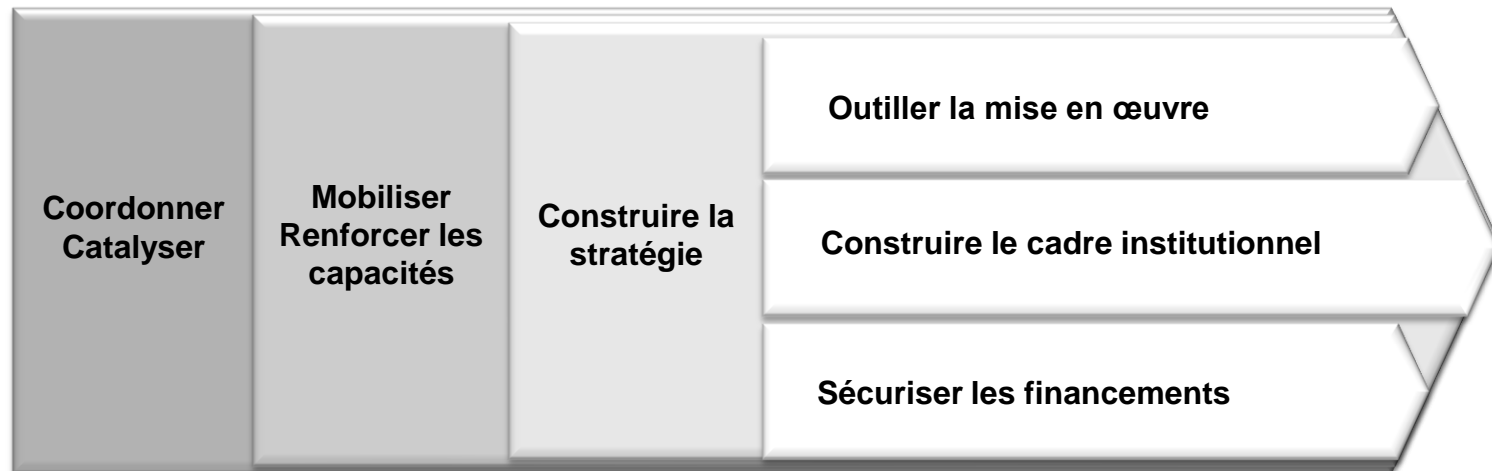 Coordonner
Catalyser
Mobiliser
Renforcer les
capacités
Construire la
stratégie
Outiller la mise en œuvre
Construire le cadre institutionnel
Sécuriser les financements